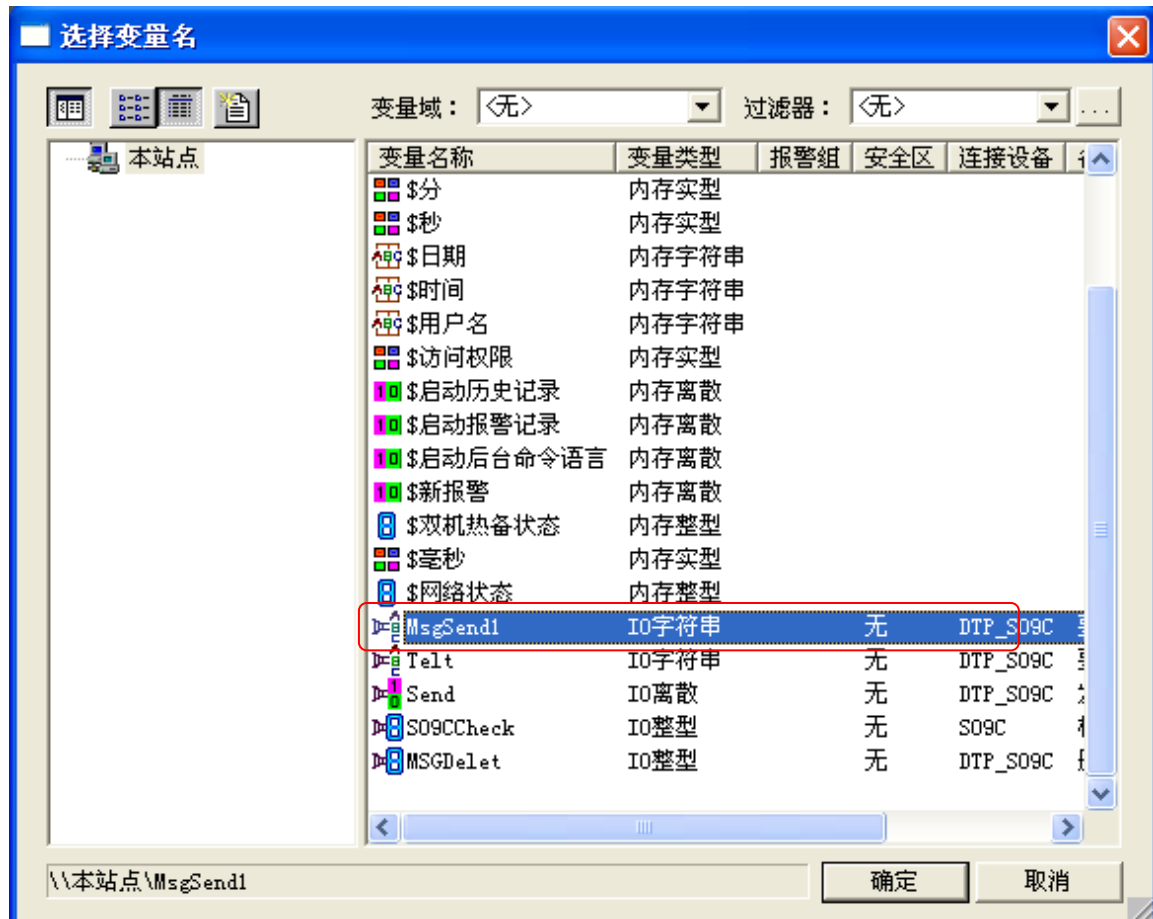 选择变量名
变量域： <无> 过滤器： <无> ...
本站点
变量名称 变量类型 报警组 安全区 连接设备
$分 内存实型
$秒 内存实型
$日期 内存字符串
$时间 内存字符串
$用户名 内存字符串
$访问权限 内存实型
$启动历史记录 内存离散
$启动报警记录 内存离散
$启动后台命令语言 内存离散
$新报警 内存离散
$双机热备状态 内存整型
$毫秒 内存实型
$网络状态 内存整型
MsgSend1 IO字符串 无 DTP_S09C
Telt IO字符串 无 DTP_S09C
Send IO离散 无 DTP_S09C
S09CCheck IO整型 无 S09C
MSGDelet IO整型 无 DTP_S09C
\\本站点\MsgSend1 确定 取消